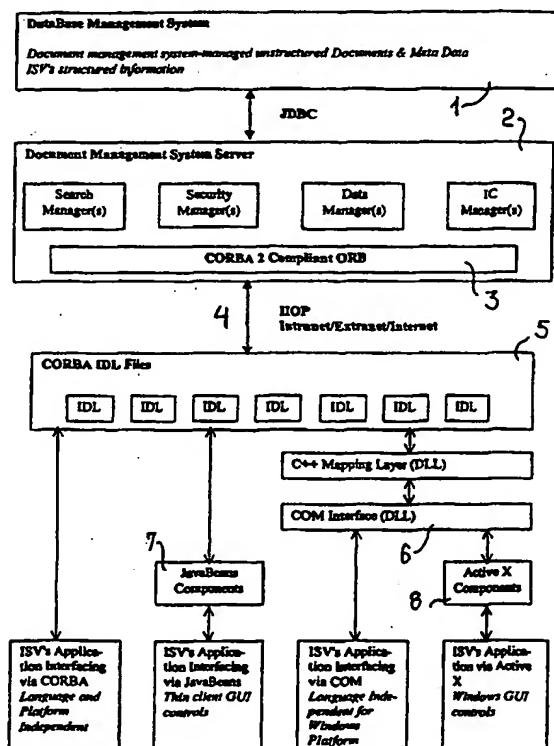 DataBase Management System
Document management system-managed unstructured Documents & Meta Data
ISV's structured information
1
JDBC
2
Document Management System Server
Search Manager(s)
Security Manager(s)
Data Manager(s)
IC Manager(s)
CORBA 2 Compliant ORB
3
4
IIOP
Intranet/Extranet/Internet
5
CORBA IDL Files
IDL IDL IDL IDL IDL IDL IDL
C++ Mapping Layer (DLL)
COM Interface (DLL)
6
7
JavaBeans
Components
Active X
Components
8
ISV's Applica-
tion Interfacing
via CORBA
Language and
Platform
Independent
ISV's Applica-
tion Interfacing
via JavaBeans
Thin client GUI
controls
ISV's Applica-
tion Interfacing
via COM
Language Inde-
pendent for
Windows
Platform
ISV's Applica-
tion via Active
X
Windows GUI
controls